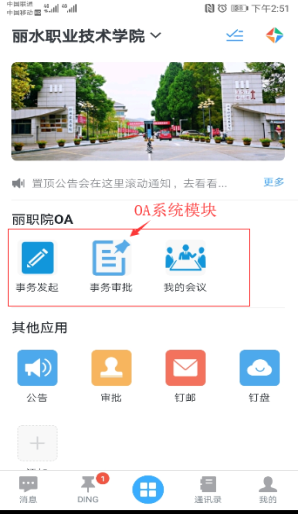 中国联通
中国移动 HD 46 46
下午2:51
丽水职业技术学院
置顶公告会在这里滚动通知，去看看... 更多
丽职院OA
OA系统模块
事务发起 事务审批 我的会议
其他应用
公告 审批 钉邮 钉盘
1
消息 DING 通讯录 我的